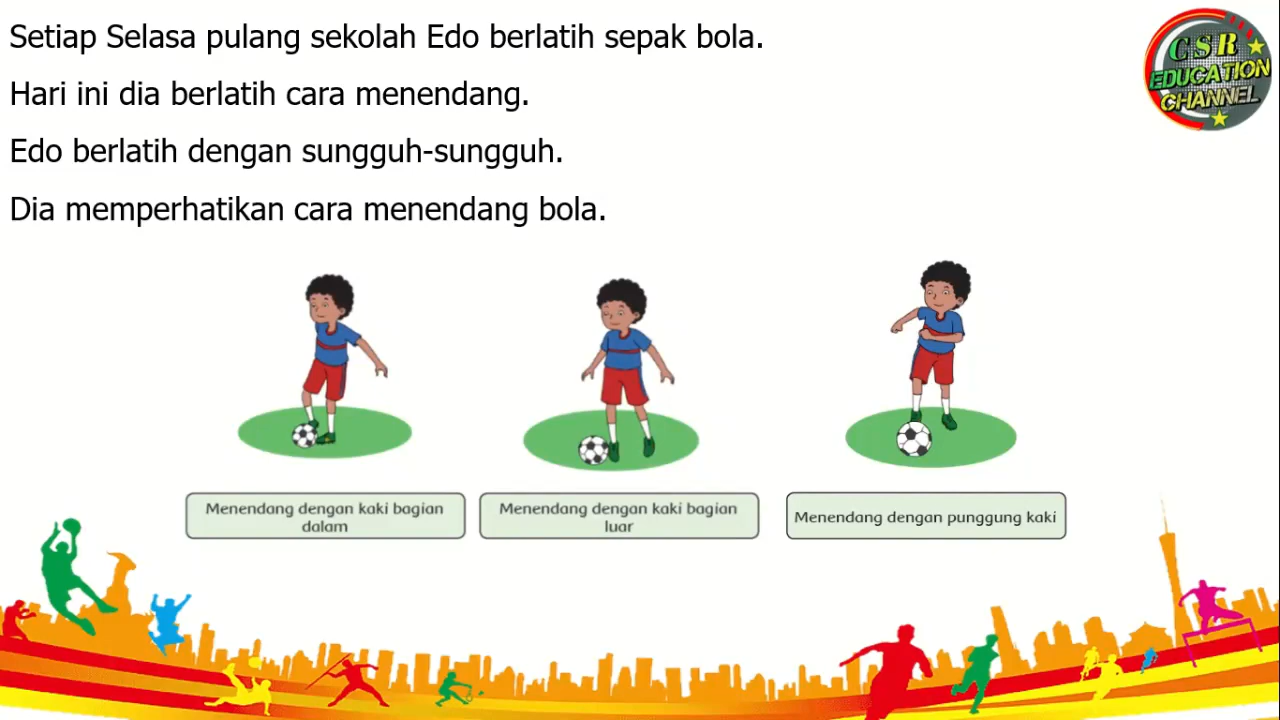 Setiap Selasa pulang sekolah Edo berlatih sepak bola.
Hari ini dia berlatih cara menendang.
Edo berlatih dengan sungguh-sungguh.
Dia memperhatikan cara menendang bola.
CSR
EDUCATION
CHANNEL
Menendang dengan kaki bagian
dalam
Menendang dengan kaki bagian
luar
Menendang dengan punggung kaki